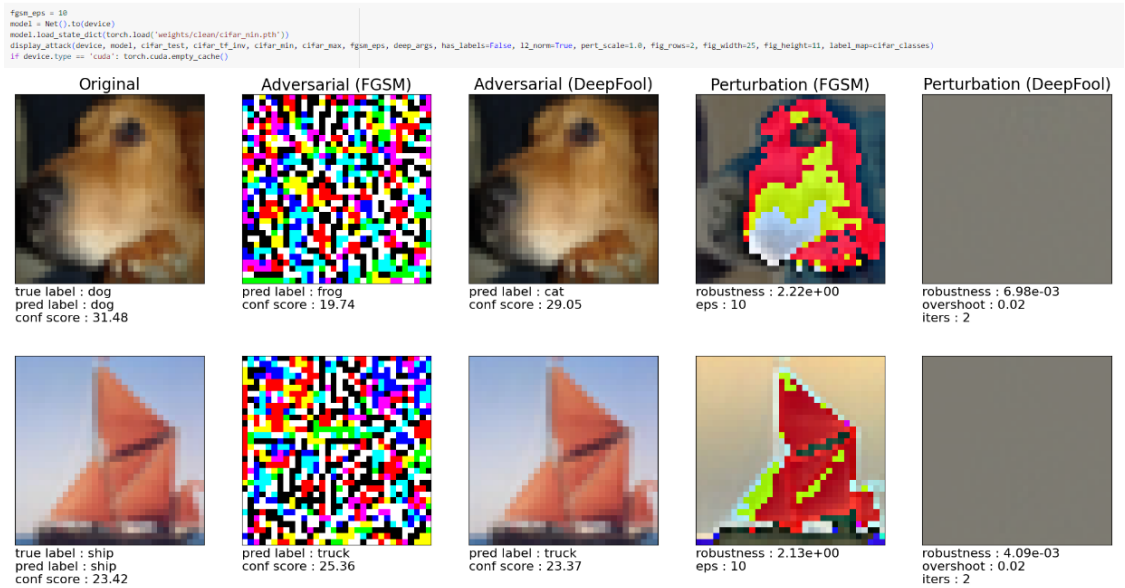 fgsm_eps = 10
model = Net().to(device)
model.load_state_dict(torch.load('weights/clean/cifar_nin.pth'))
display_attack(device, model, cifar_test, cifar_tf_inv, cifar_min, cifar_max, fgsm_eps, deep_args, has_labels=False, l2_norm=True, pert_scale=1.0, fig_rows=2, fig_width=25, fig_height=11, label_map=cifar_classes)
if device.type == 'cuda': torch.cuda.empty_cache()
Original Adversarial (FGSM) Adversarial (DeepFool) Perturbation (FGSM) Perturbation (DeepFool)
true label : dog pred label : frog pred label : cat robustness : 2.22e+00 robustness : 6.98e-03
pred label : dog conf score : 19.74 conf score : 29.05 eps : 10 overshoot : 0.02
conf score : 31.48 iters : 2
true label : ship pred label : truck pred label : truck robustness : 2.13e+00 robustness : 4.09e-03
pred label : ship conf score : 25.36 conf score : 23.37 eps : 10 overshoot : 0.02
conf score : 23.42 iters : 2